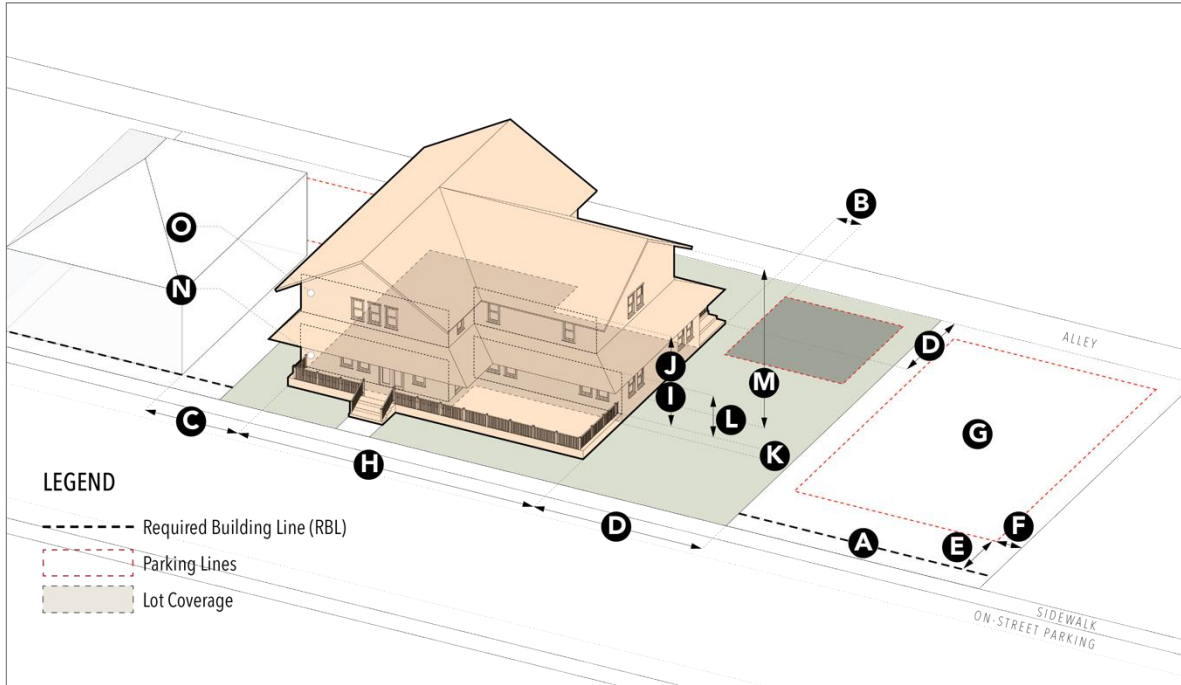 B
O
N
ALLEY
D
J
M
I
L
C
G
K
H
LEGEND
Required Building Line (RBL)
D
A
E
F
Parking Lines
Lot Coverage
SIDEWALK
ON-STREET PARKING